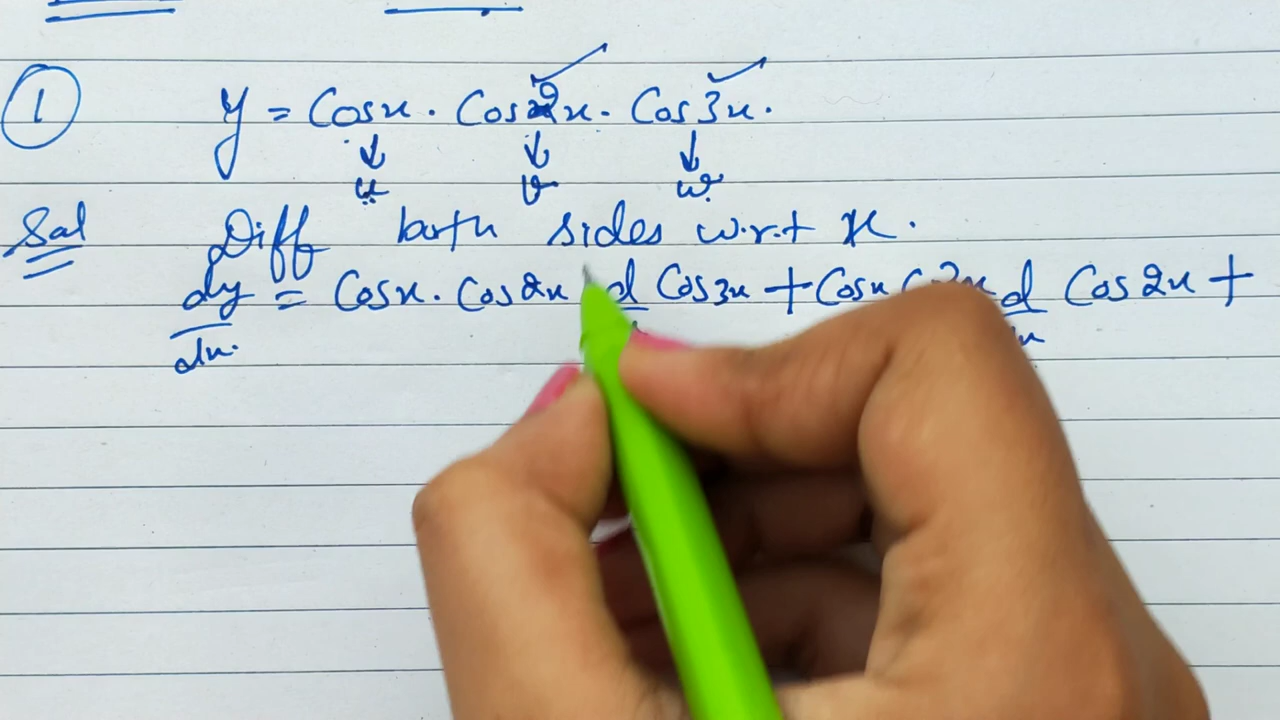 1 y = Cosx . Cos2x . Cos3x .
u v w
Sol Diff both sides w.r.t x .
dy = Cosx . Cos2x d Cos3x + Cosx d Cos2x +
dx.